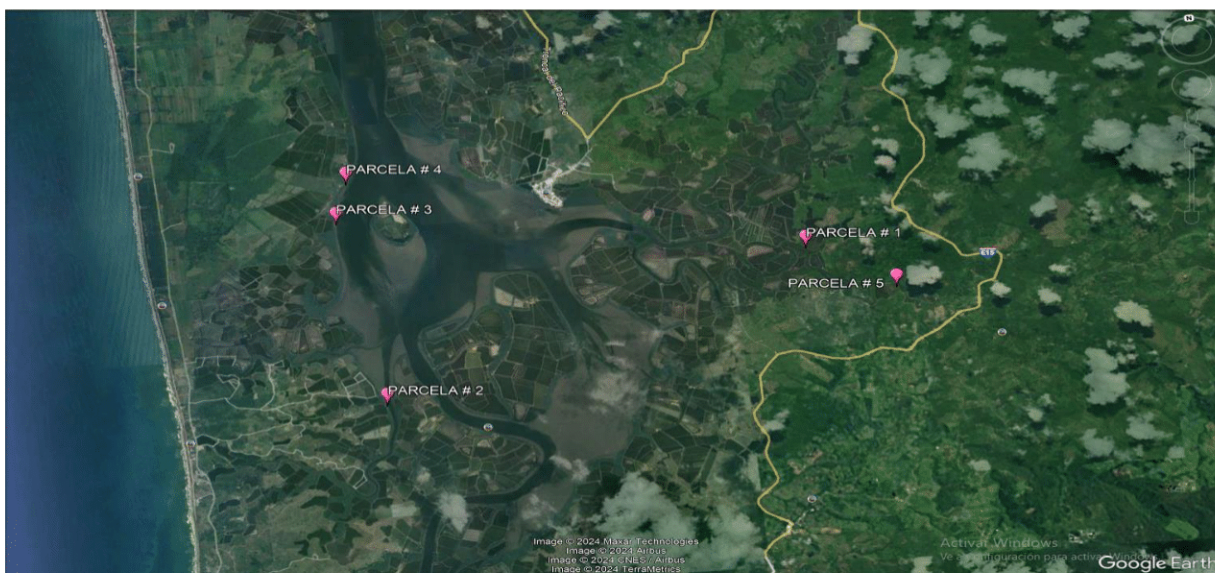 N
PARCELA # 4
PARCELA # 3
PARCELA # 1
PARCELA # 5
PARCELA # 2
Image © 2024 Maxar Technologies
Image © 2024 Airbus
Image © 2024 CNES / Airbus
Image © 2024 TerraMetrics
Activar Windows
Google Earth